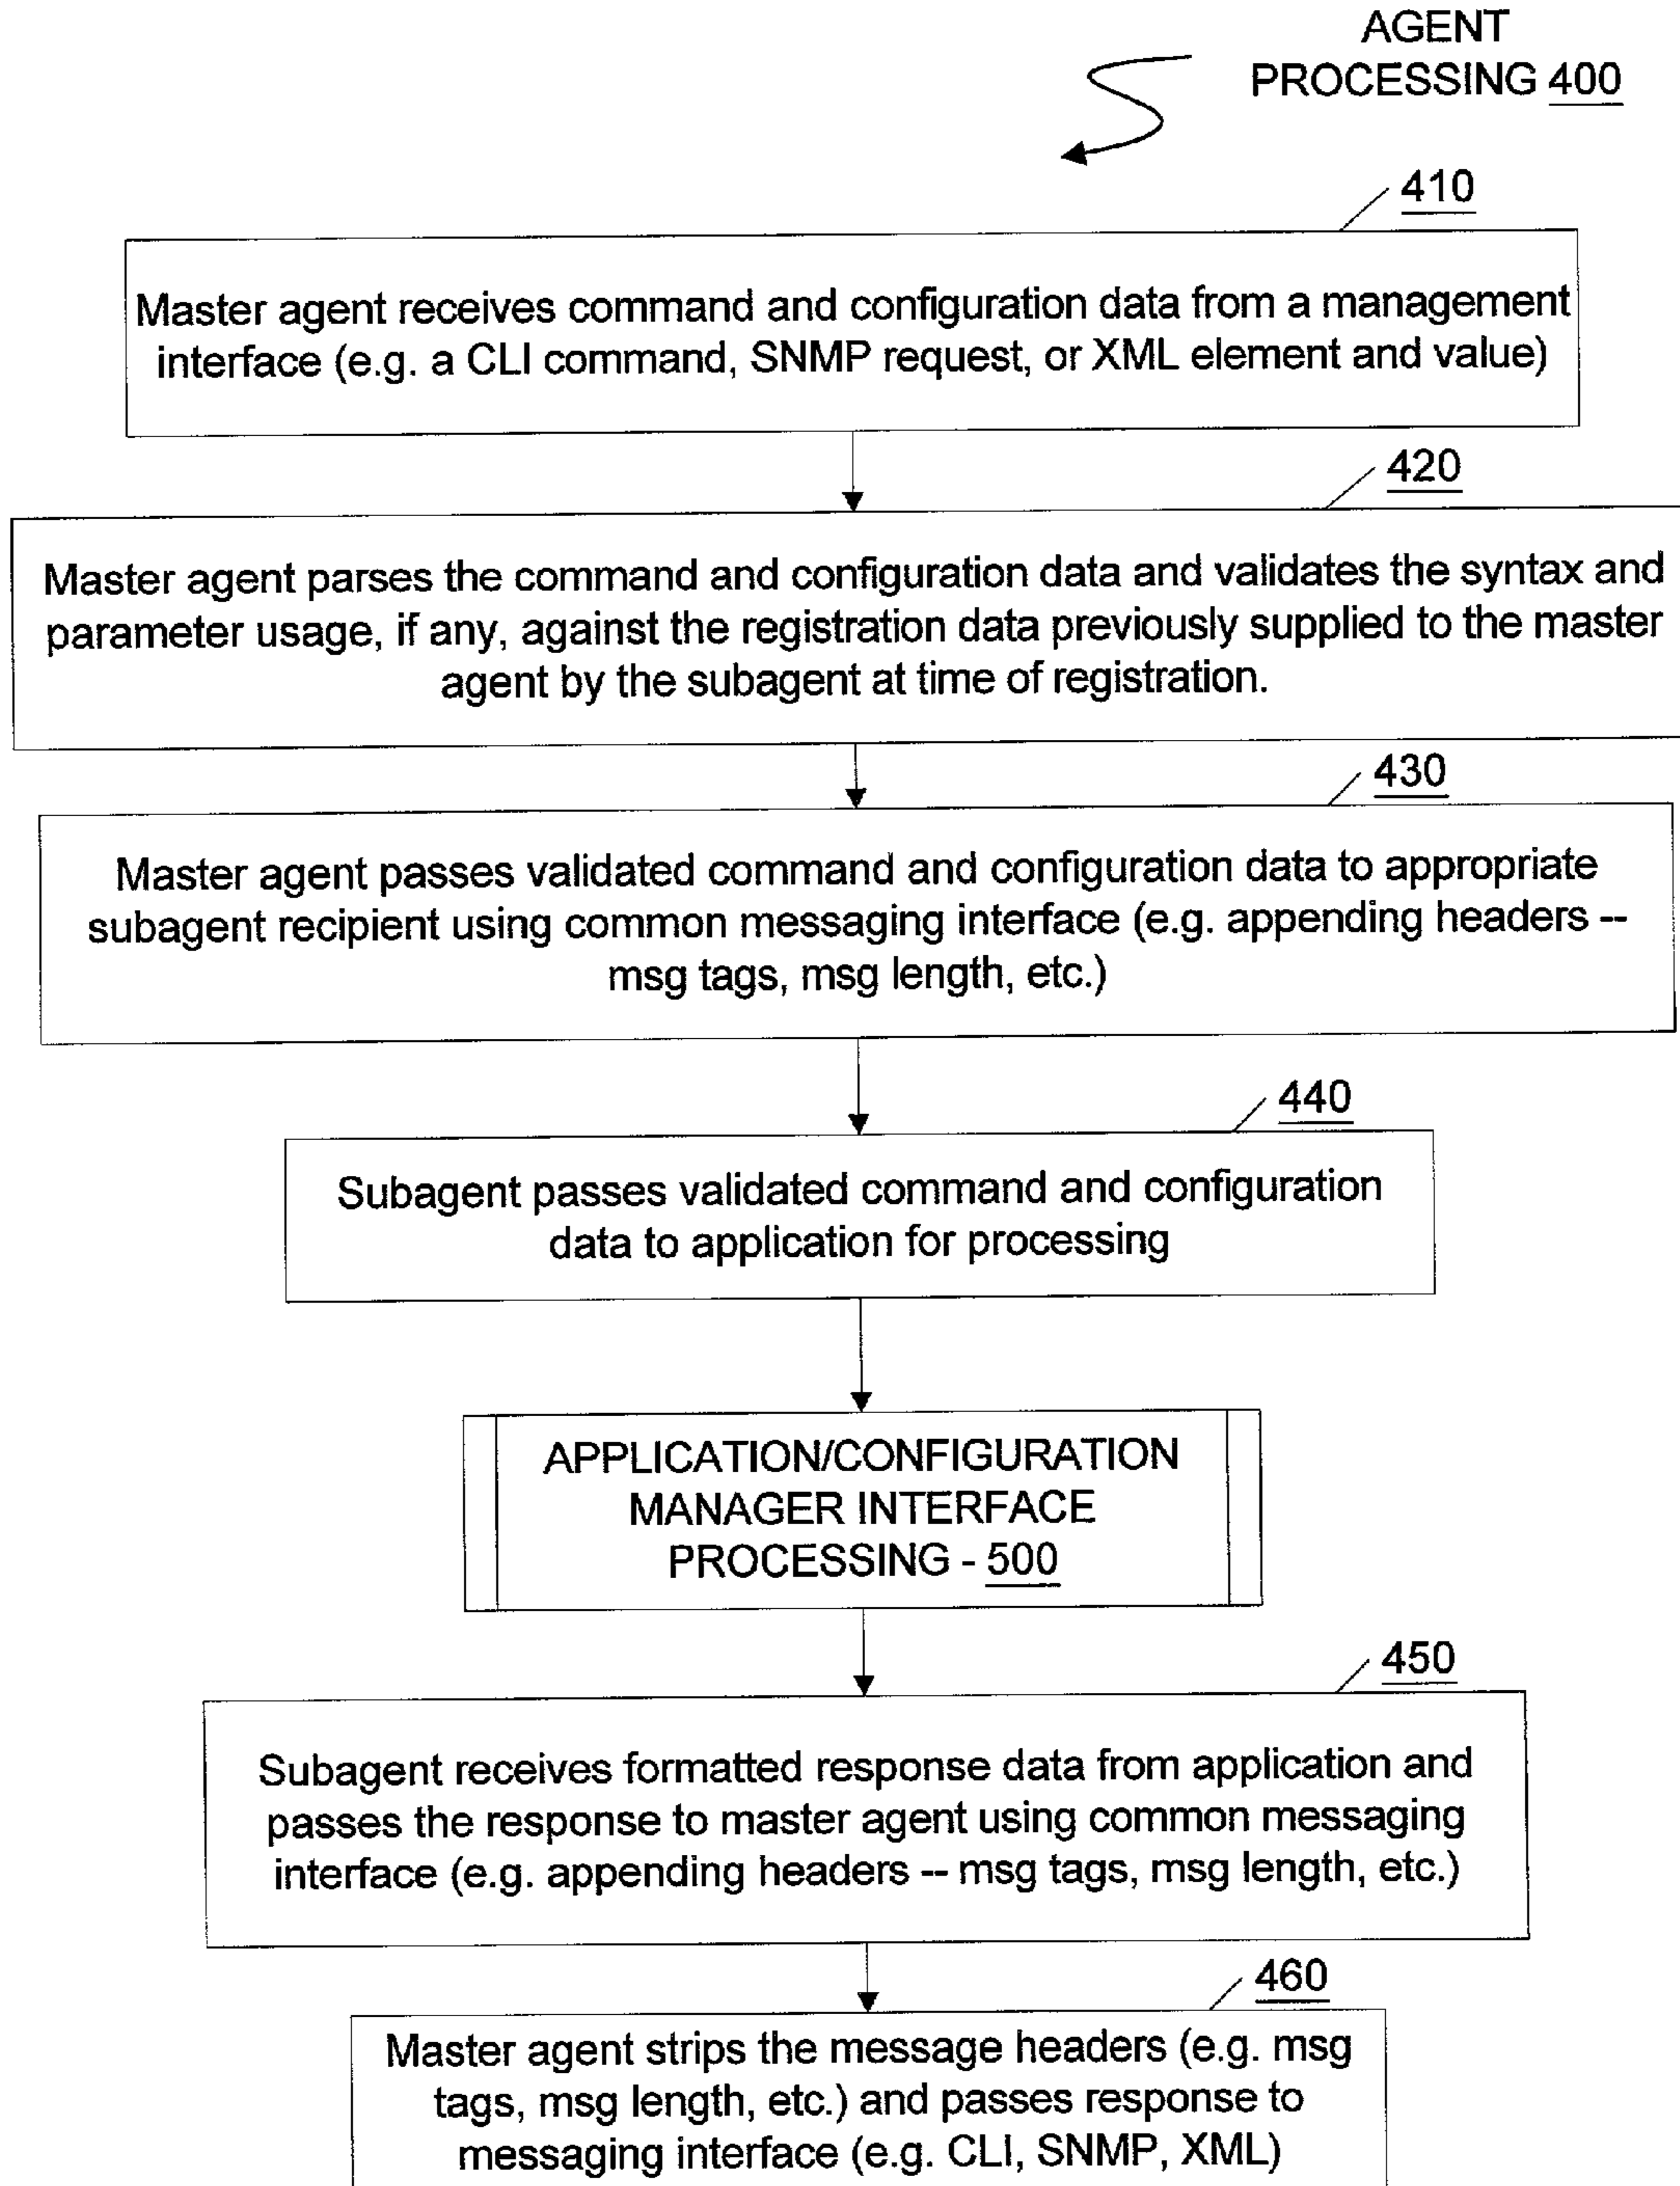 AGENT
PROCESSING 400
410
Master agent receives command and configuration data from a management
interface (e.g. a CLI command, SNMP request, or XML element and value)
420
Master agent parses the command and configuration data and validates the syntax and
parameter usage, if any, against the registration data previously supplied to the master
agent by the subagent at time of registration.
430
Master agent passes validated command and configuration data to appropriate
subagent recipient using common messaging interface (e.g. appending headers --
msg tags, msg length, etc.)
440
Subagent passes validated command and configuration
data to application for processing
APPLICATION/CONFIGURATION
MANAGER INTERFACE
PROCESSING - 500
450
Subagent receives formatted response data from application and
passes the response to master agent using common messaging
interface (e.g. appending headers -- msg tags, msg length, etc.)
460
Master agent strips the message headers (e.g. msg
tags, msg length, etc.) and passes response to
messaging interface (e.g. CLI, SNMP, XML)